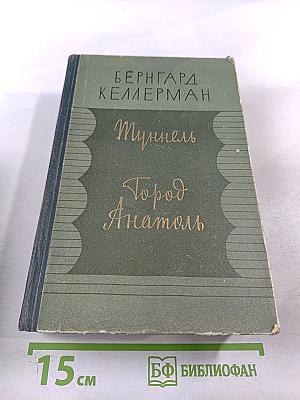 БЕРНГАРД
КЕЛЛЕРМАН
Туннель
Город
Анатоль
15 см
БФ БИБЛИОФАН